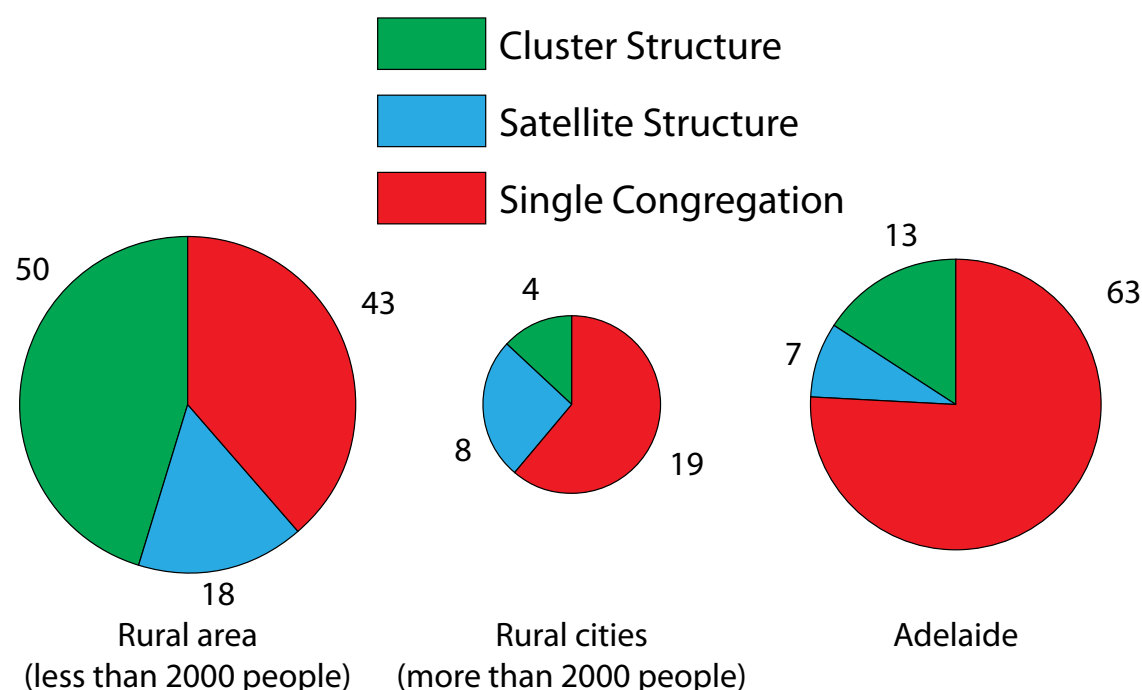 Cluster Structure
Satellite Structure
Single Congregation
50
43
18
Rural area
(less than 2000 people)
4
8
19
Rural cities
(more than 2000 people)
13
7
63
Adelaide